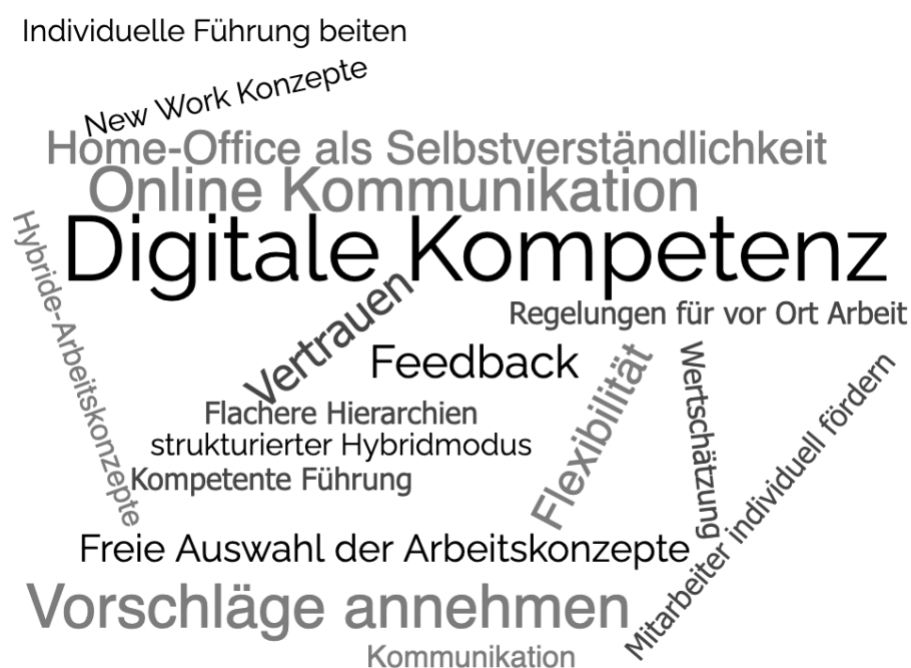 Individuelle Führung beiten
New Work Konzepte
Home-Office als Selbstverständlichkeit
Online Kommunikation
Digitale Kompetenz
Hybride-Arbeitskonzepte
Vertrauen
Regelungen für vor Ort Arbeit
Feedback
Flexibilität
Wertschätzung
Mitarbeiter individuell fördern
Flachere Hierarchien
strukturierter Hybridmodus
Kompetente Führung
Freie Auswahl der Arbeitskonzepte
Vorschläge annehmen
Kommunikation